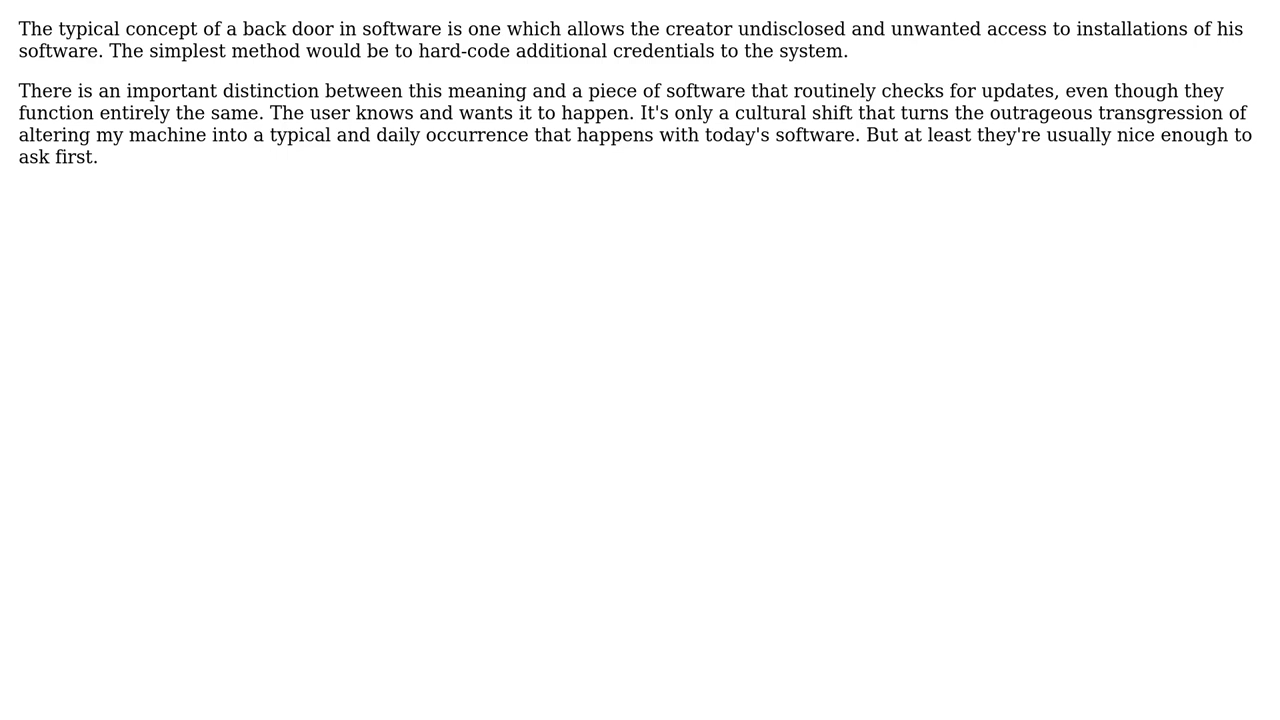 The typical concept of a back door in software is one which allows the creator undisclosed and unwanted access to installations of his
software. The simplest method would be to hard-code additional credentials to the system.
There is an important distinction between this meaning and a piece of software that routinely checks for updates, even though they
function entirely the same. The user knows and wants it to happen. It's only a cultural shift that turns the outrageous transgression of
altering my machine into a typical and daily occurrence that happens with today's software. But at least they're usually nice enough to
ask first.